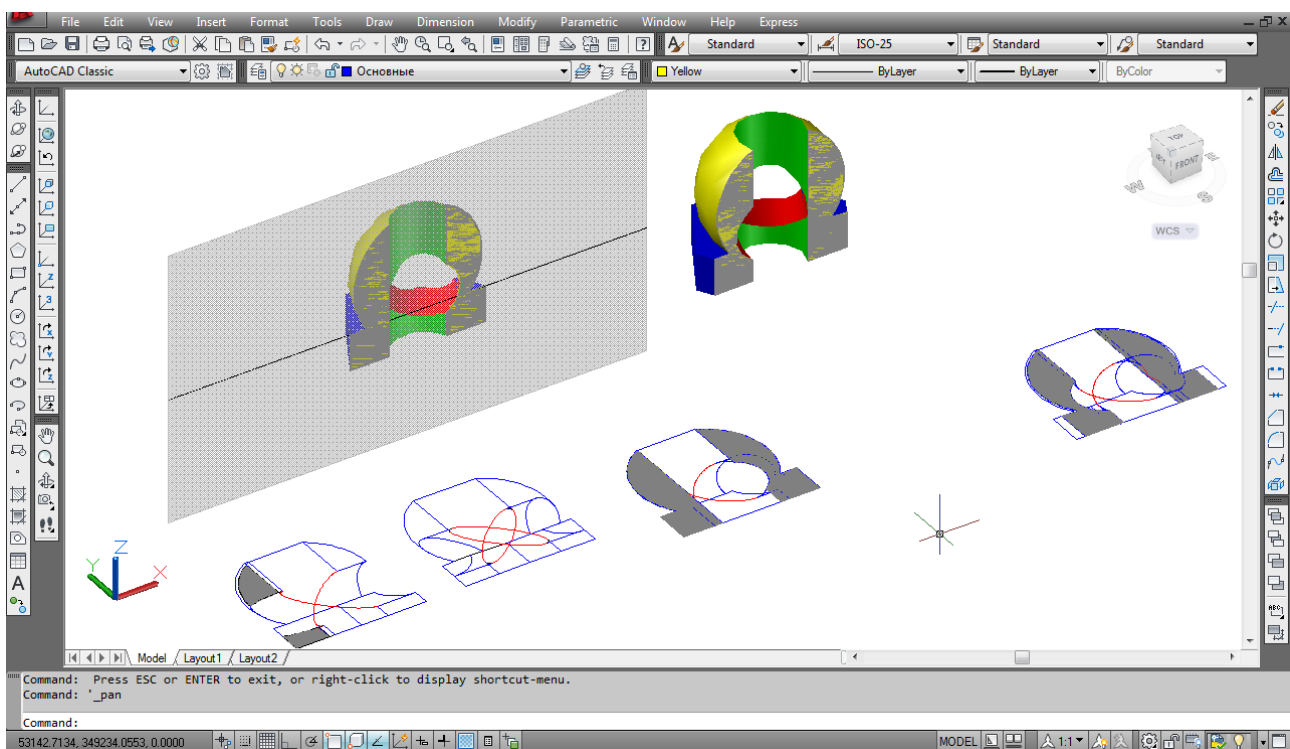 File Edit View Insert Format Tools Draw Dimension Modify Parametric Window Help Express
Standard ISO-25 Standard Standard
AutoCAD Classic Основные Yellow ByLayer ByLayer ByColor
TOP
FRONT E
W S
WCS
Z
Y X
Model Layout1 Layout2
Command: Press ESC or ENTER to exit, or right-click to display shortcut-menu.
Command: '_pan
Command:
53142.7134, 349234.0553, 0.0000 MODEL 1:1